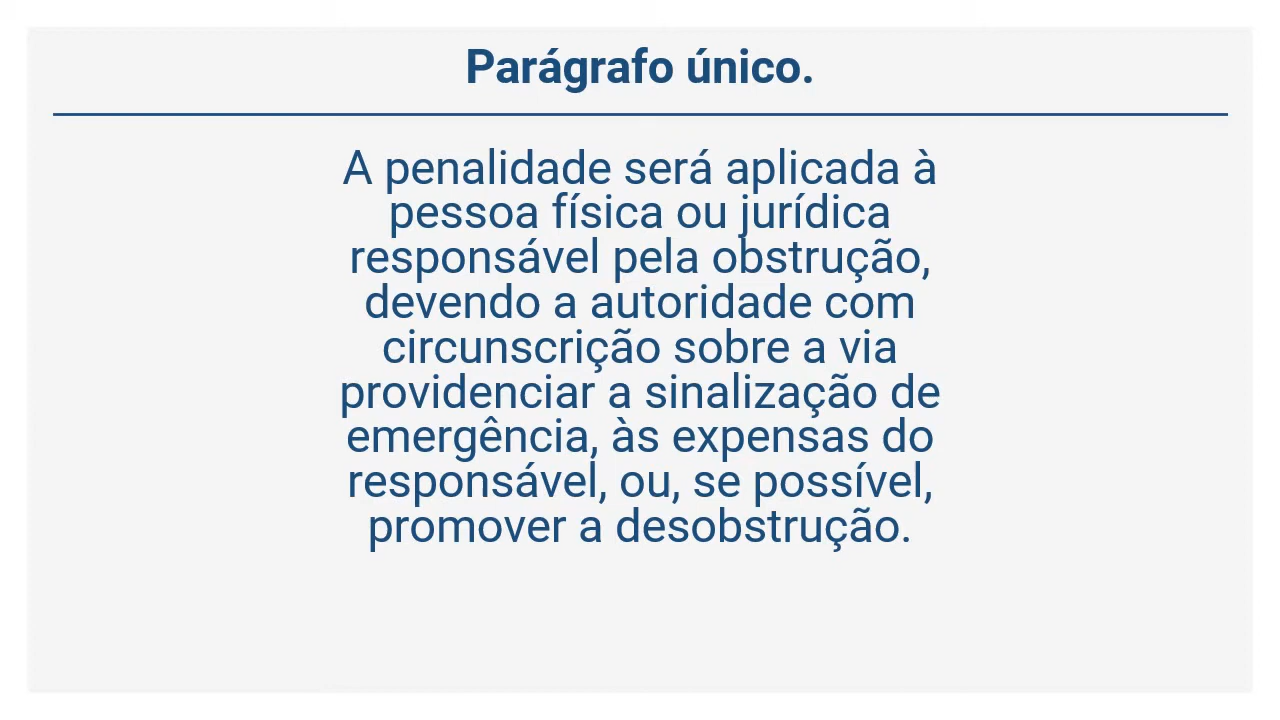 Parágrafo único.
A penalidade será aplicada à
pessoa física ou jurídica
responsável pela obstrução,
devendo a autoridade com
circunscrição sobre a via
providenciar a sinalização de
emergência, às expensas do
responsável, ou, se possível,
promover a desobstrução.